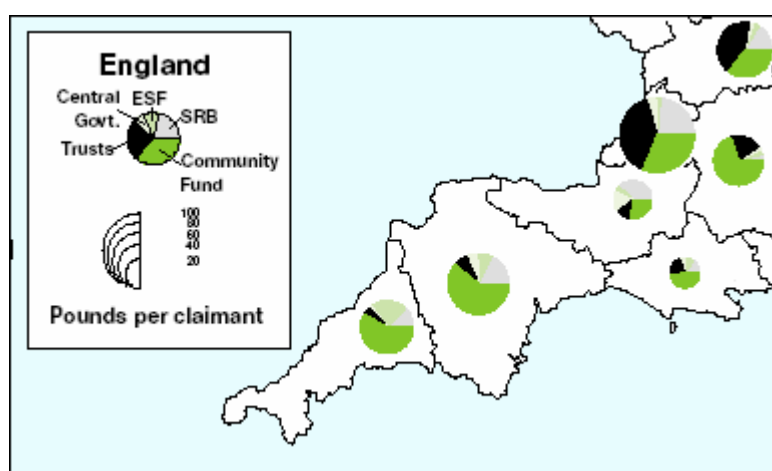 England
Central ESF
Govt. SRB
Trusts
Community
Fund
100
80
60
40
20
Pounds per claimant